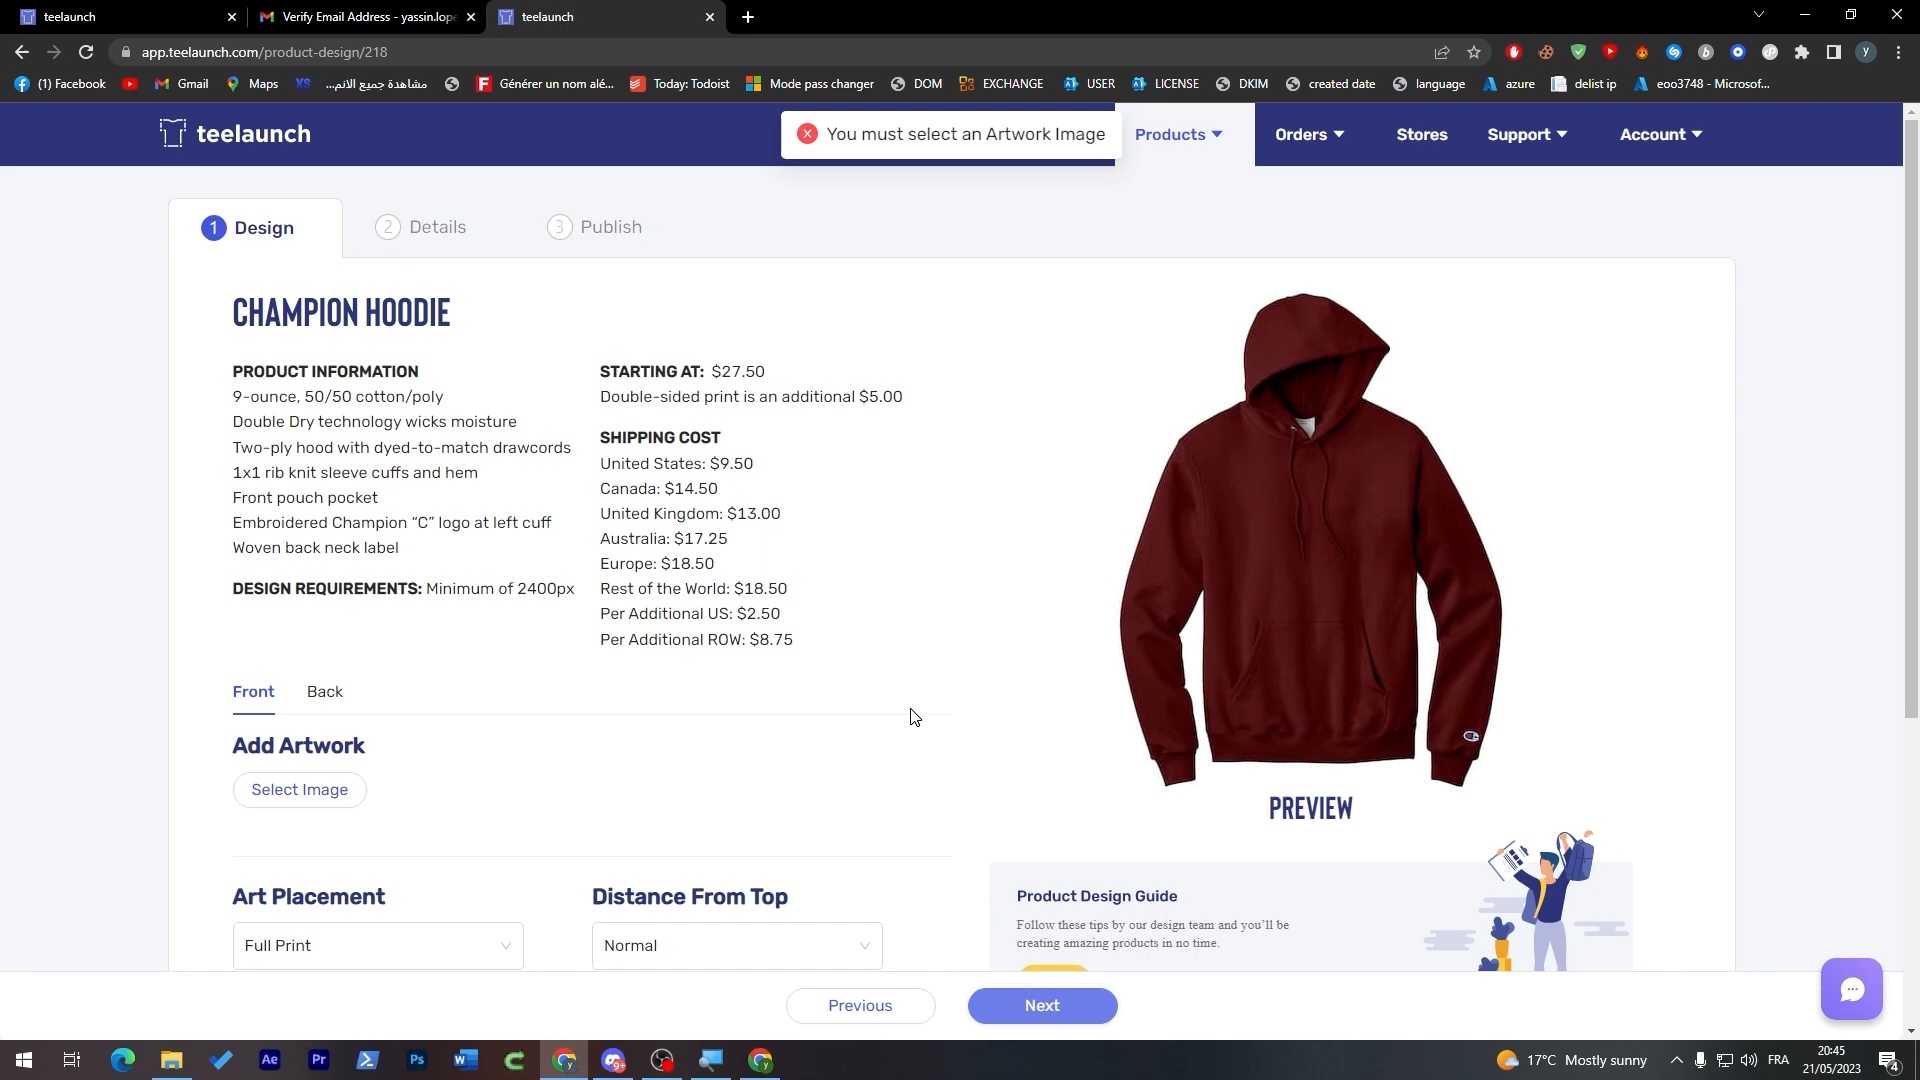 teelaunch
Verify Email Address - yassin.lope
teelaunch
app.teelaunch.com/product-design/218
(1) Facebook
Gmail
Maps
XS
مشاهدة جميع الانم...
Générer un nom alé...
Today: Todoist
Mode pass changer
DOM
EXCHANGE
USER
LICENSE
DKIM
created date
language
azure
delist ip
eoo3748 - Microsof...
teelaunch
You must select an Artwork Image
Products
Orders
Stores
Support
Account
1 Design
2 Details
3 Publish
CHAMPION HOODIE
PRODUCT INFORMATION
9-ounce, 50/50 cotton/poly
Double Dry technology wicks moisture
Two-ply hood with dyed-to-match drawcords
1x1 rib knit sleeve cuffs and hem
Front pouch pocket
Embroidered Champion “C” logo at left cuff
Woven back neck label
DESIGN REQUIREMENTS: Minimum of 2400px
STARTING AT: $27.50
Double-sided print is an additional $5.00
SHIPPING COST
United States: $9.50
Canada: $14.50
United Kingdom: $13.00
Australia: $17.25
Europe: $18.50
Rest of the World: $18.50
Per Additional US: $2.50
Per Additional ROW: $8.75
Front
Back
Add Artwork
Select Image
Art Placement
Full Print
Distance From Top
Normal
PREVIEW
Product Design Guide
Follow these tips by our design team and you’ll be
creating amazing products in no time.
Previous
Next
Ae
Pr
Ps
W
9+
17°C Mostly sunny
FRA
20:45
21/05/2023
4